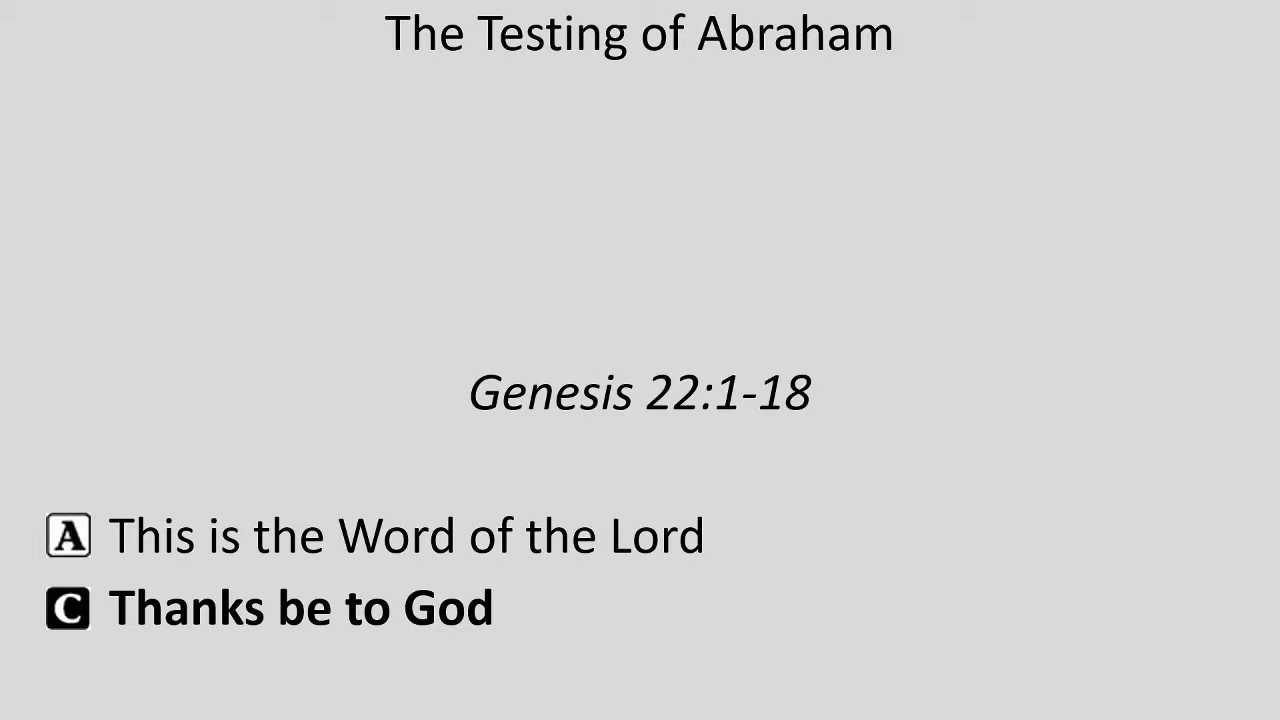 The Testing of Abraham
Genesis 22:1-18
A This is the Word of the Lord
C Thanks be to God